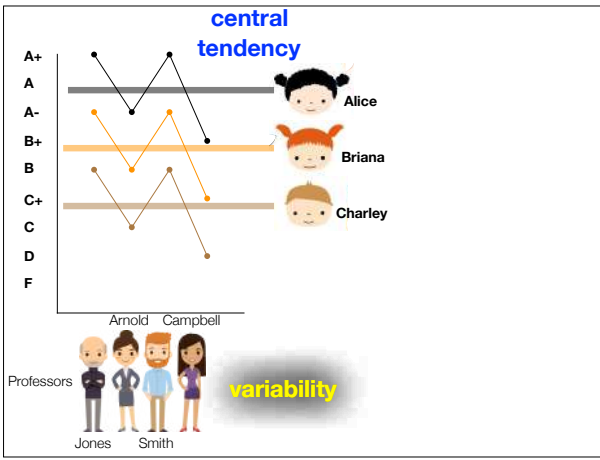 central
tendency
A+
A
A-
B+
B
C+
C
D
F
Alice
Briana
Charley
Arnold Campbell
Professors
Jones Smith
variability